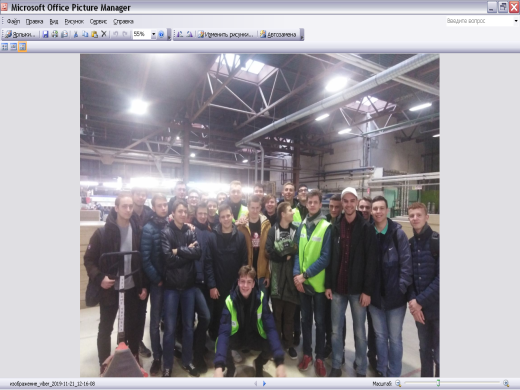 Microsoft Office Picture Manager
Файл Правка Вид Рисунок Сервис Справка
Введите вопрос
Ярлыки... 55% Изменить рисунки... Автозамена
изображение_viber_2019-11-21_12-16-08
Масштаб: